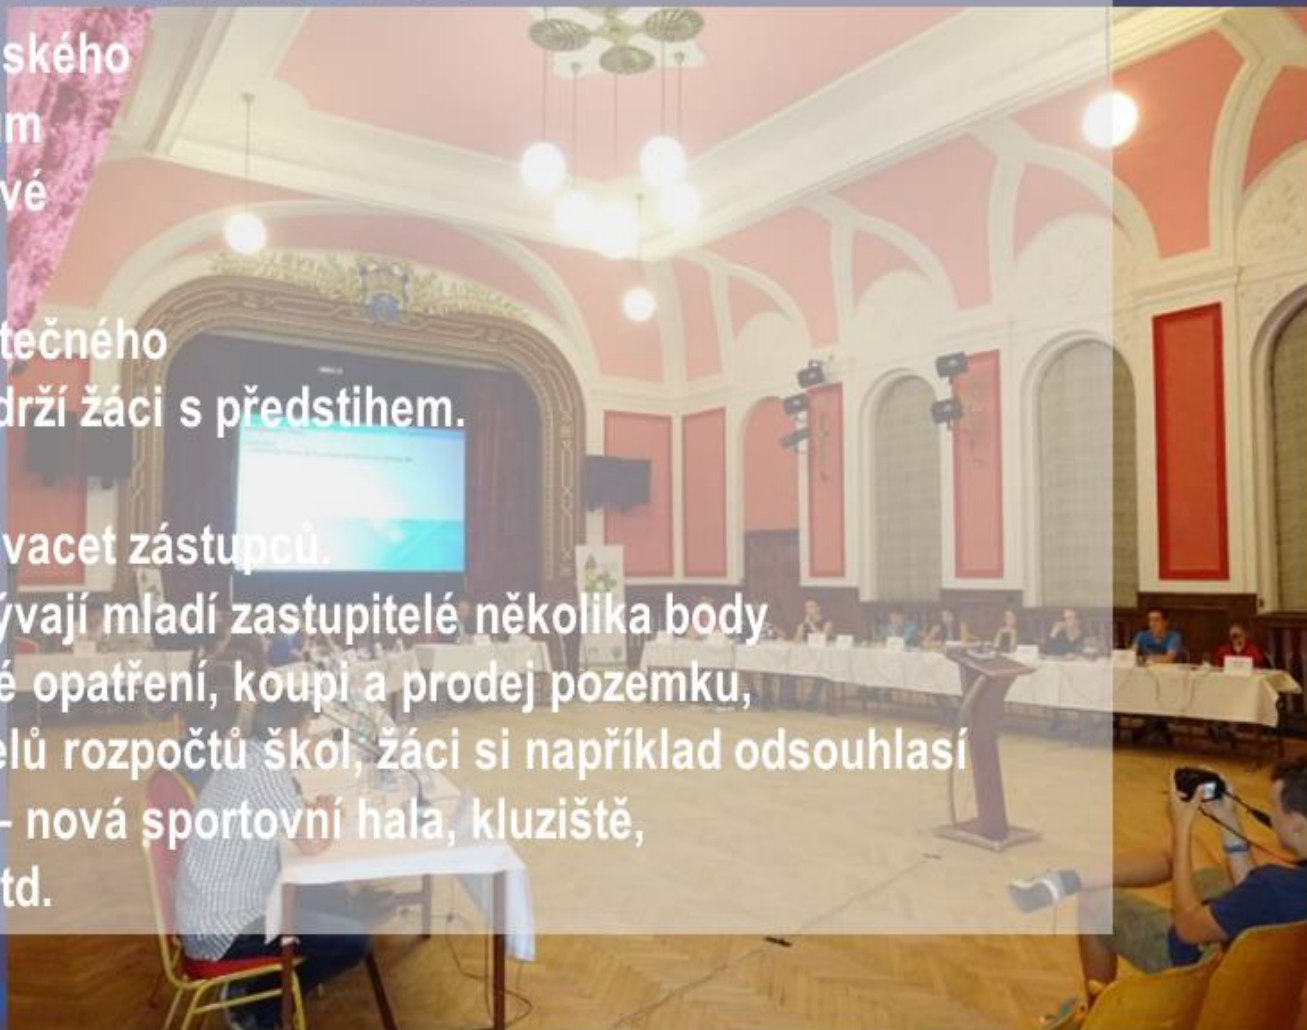 ského
ům
vé
tečného
drží žáci s předstihem.
vacet zástupců.
ývají mladí zastupitelé několika body
é opatření, koupi a prodej pozemku,
elů rozpočtů škol, žáci si například odsouhlasí
– nová sportovní hala, kluziště,
td.